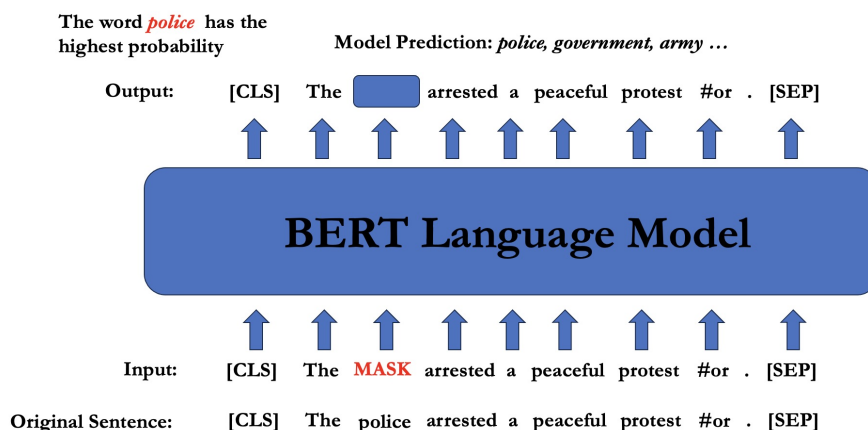 The word police has the
highest probability
Model Prediction: police, government, army ...
Output: [CLS] The arrested a peaceful protest #or . [SEP]
BERT Language Model
Input: [CLS] The MASK arrested a peaceful protest #or . [SEP]
Original Sentence: [CLS] The police arrested a peaceful protest #or . [SEP]